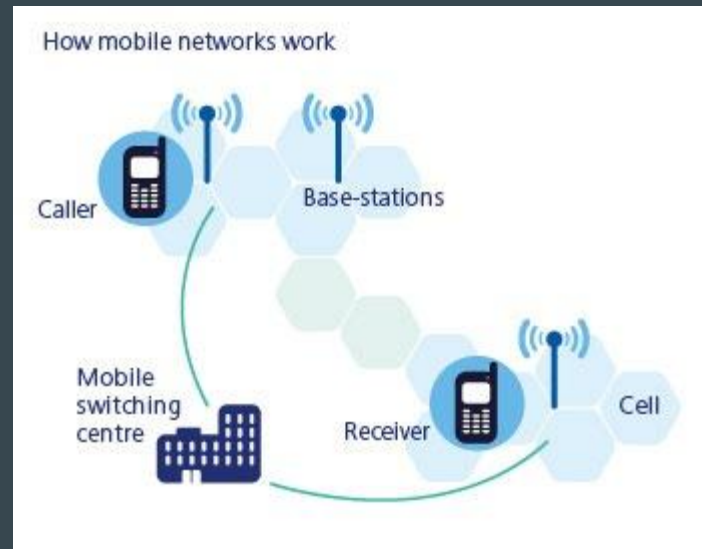 How mobile networks work
Caller
Base-stations
Mobile
switching
centre
Receiver
Cell